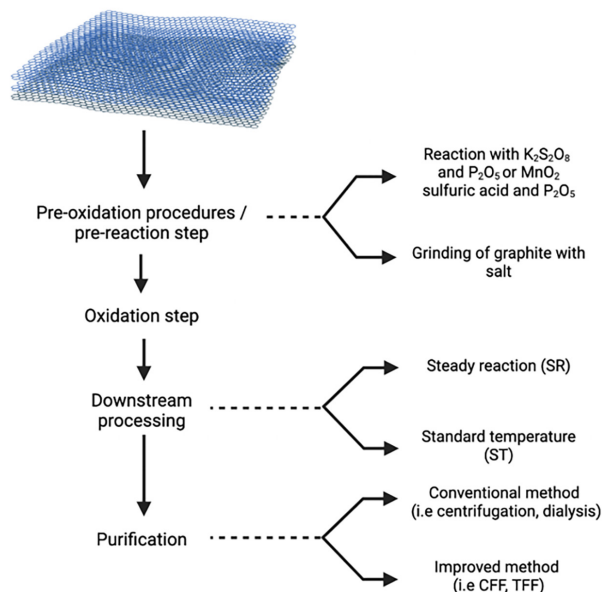 Reaction with K₂S₂O₈
and P₂O₅ or MnO₂
sulfuric acid and P₂O₅
Pre-oxidation procedures /
pre-reaction step
Grinding of graphite with
salt
Oxidation step
Steady reaction (SR)
Downstream
processing
Standard temperature
(ST)
Conventional method
(i.e centrifugation, dialysis)
Purification
Improved method
(i.e CFF, TFF)